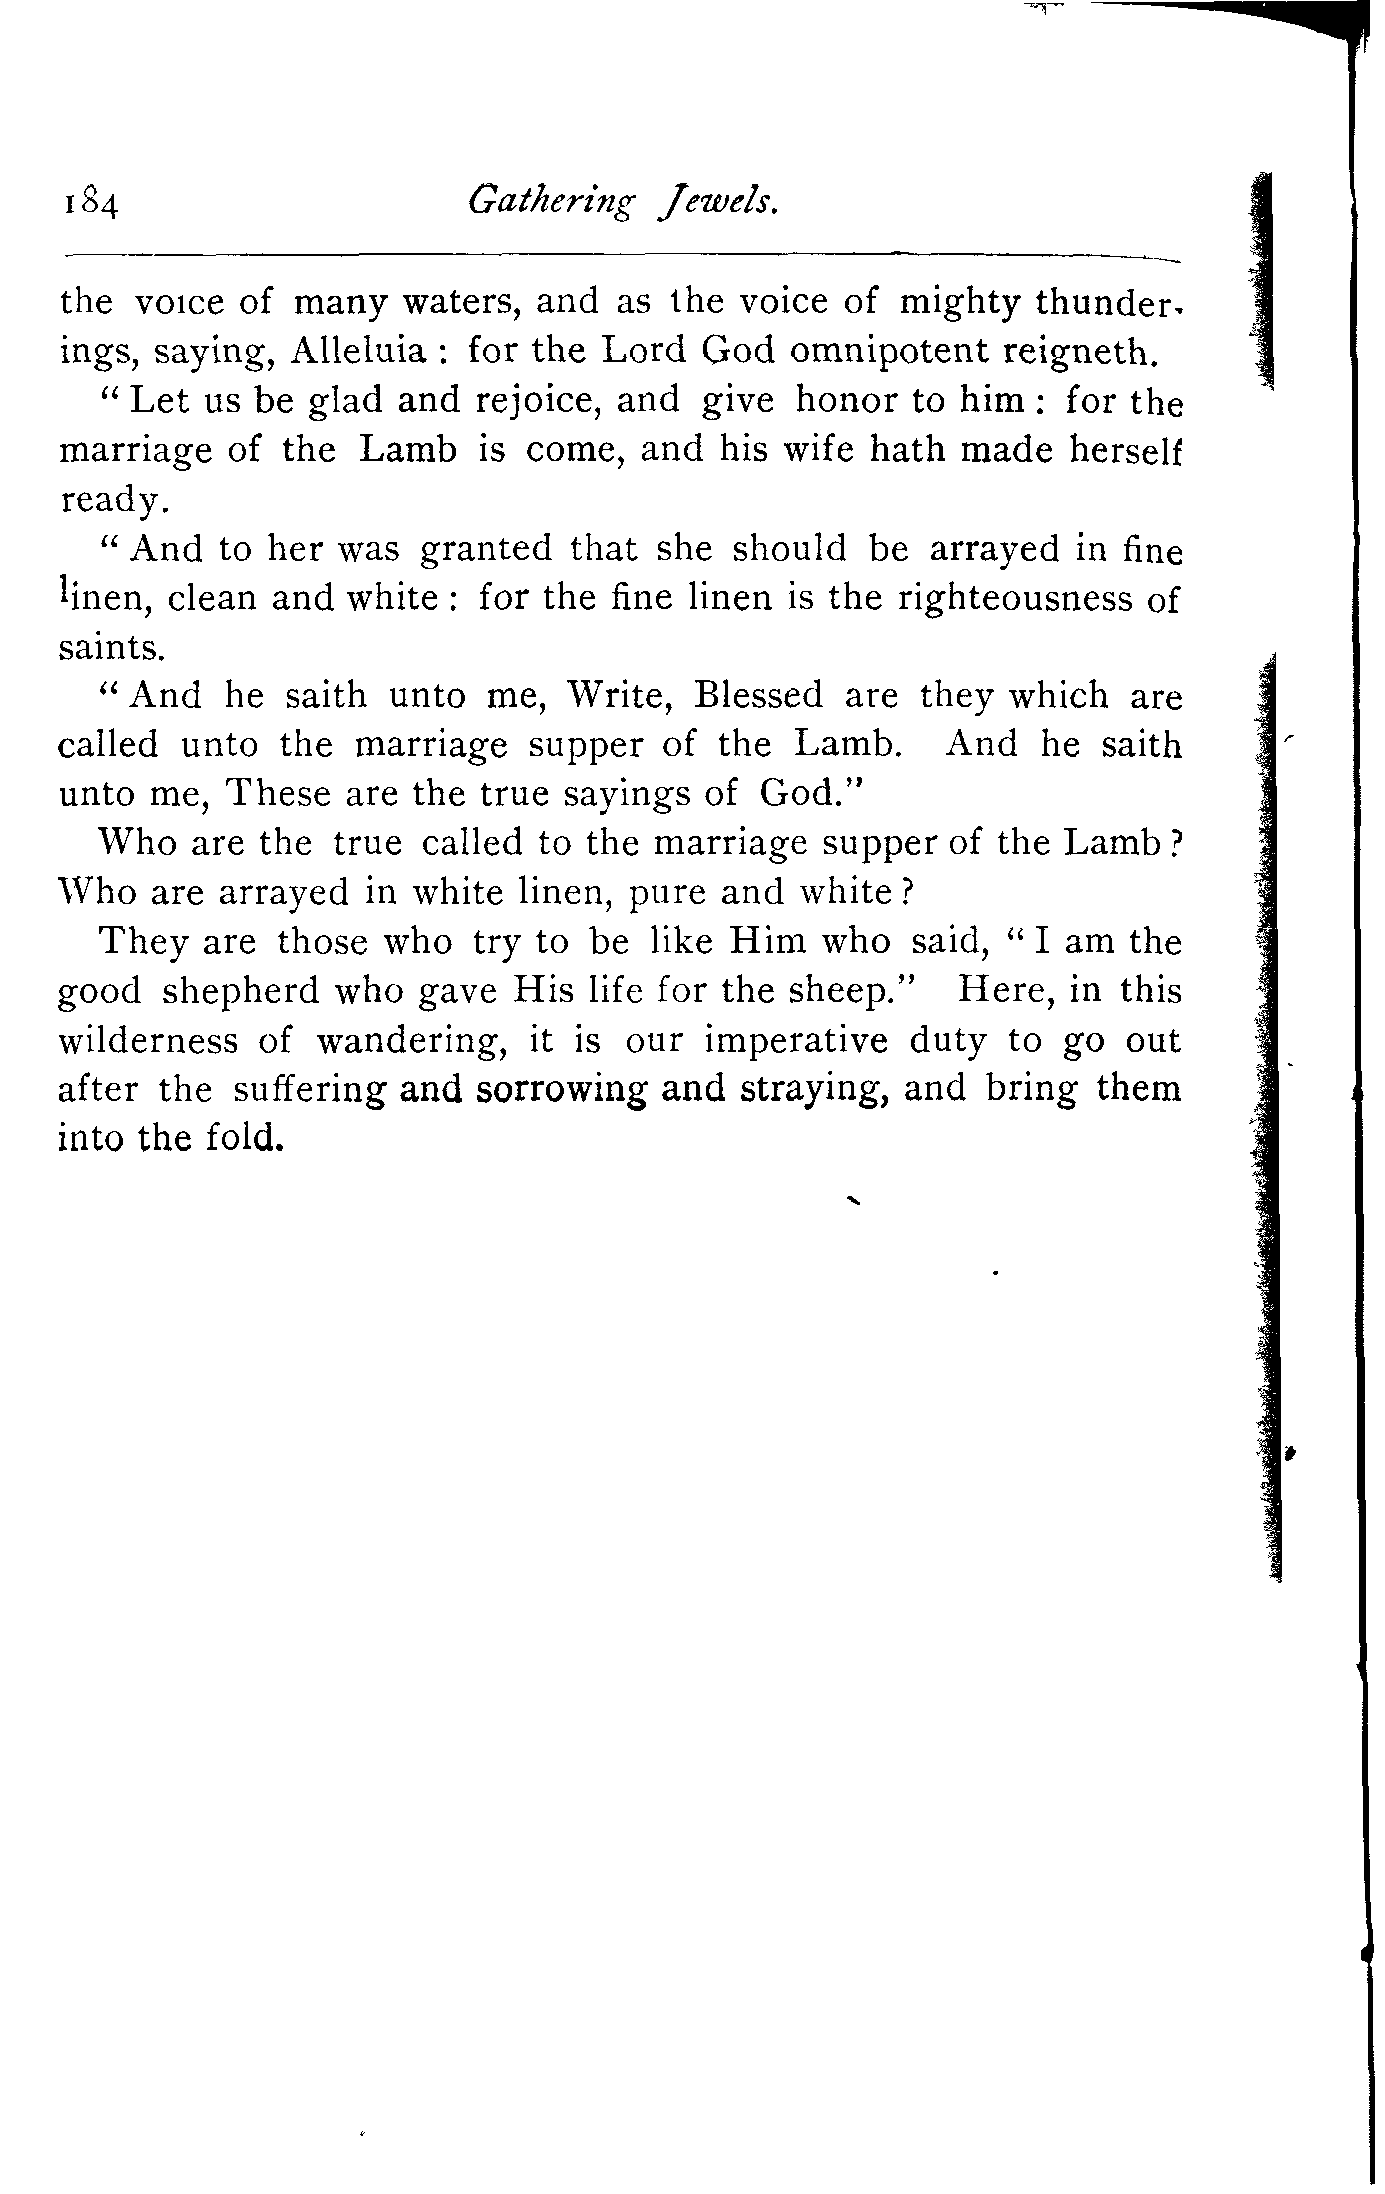 184 Gathering Jewels.
the voice of many waters, and as the voice of mighty thunder-
ings, saying, Alleluia : for the Lord God omnipotent reigneth.
“ Let us be glad and rejoice, and give honor to him : for the
marriage of the Lamb is come, and his wife hath made herself
ready.
“ And to her was granted that she should be arrayed in fine
linen, clean and white : for the fine linen is the righteousness of
saints.
“ And he saith unto me, Write, Blessed are they which are
called unto the marriage supper of the Lamb. And he saith
unto me, These are the true sayings of God.”
Who are the true called to the marriage supper of the Lamb ?
Who are arrayed in white linen, pure and white ?
They are those who try to be like Him who said, “ I am the
good shepherd who gave His life for the sheep.” Here, in this
wilderness of wandering, it is our imperative duty to go out
after the suffering and sorrowing and straying, and bring them
into the fold.